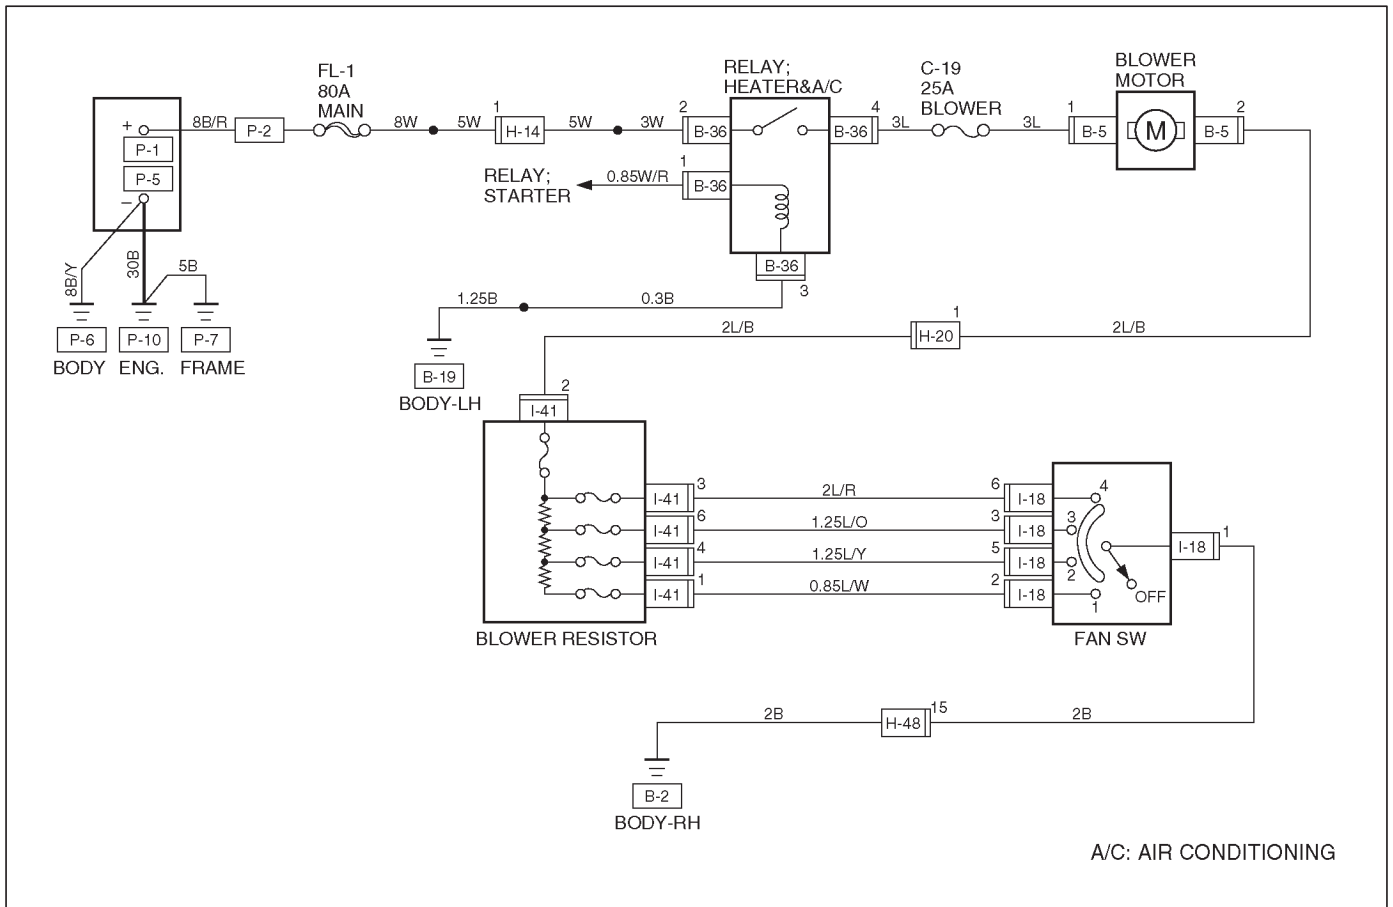 FL-1
80A
MAIN
RELAY;
HEATER&A/C
C-19
25A
BLOWER
BLOWER
MOTOR
+
8B/R
P-2
8W
5W
1
H-14
5W
3W
2
B-36
4
B-36
3L
3L
1
B-5
M
2
B-5
P-1
P-5
–
RELAY;
STARTER
0.85W/R
1
B-36
B-36
3
8B/Y
30B
5B
P-6
P-10
P-7
BODY
ENG.
FRAME
1.25B
0.3B
B-19
BODY-LH
2L/B
1
H-20
2L/B
2
I-41
I-41
3
2L/R
6
I-18
4
I-41
6
1.25L/O
3
I-18
3
I-41
4
1.25L/Y
5
I-18
2
I-41
1
0.85L/W
2
I-18
1
OFF
I-18
1
BLOWER RESISTOR
FAN SW
2B
H-48
15
2B
B-2
BODY-RH
A/C: AIR CONDITIONING